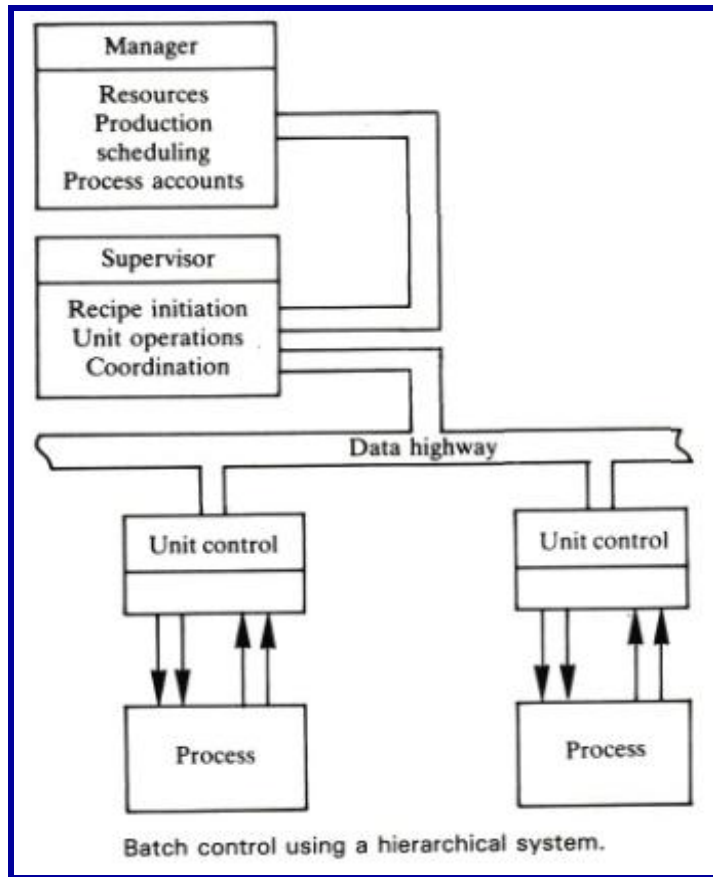 Manager
Resources
Production
scheduling
Process accounts
Supervisor
Recipe initiation
Unit operations
Coordination
Data highway
Unit control
Unit control
Process
Process
Batch control using a hierarchical system.